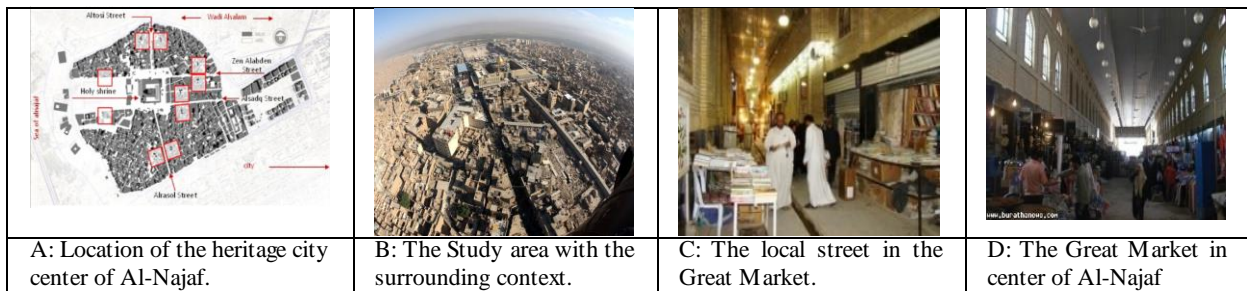 Altosi Street
Wadi Alsalam
Zen Alabden
Street
Holy shrine
Alsadq Street
Sea of alnajaf
city
Alrasol Street
www.burathanews.com
A: Location of the heritage city
center of Al-Najaf.
B: The Study area with the
surrounding context.
C: The local street in the
Great Market.
D: The Great Market in
center of Al-Najaf